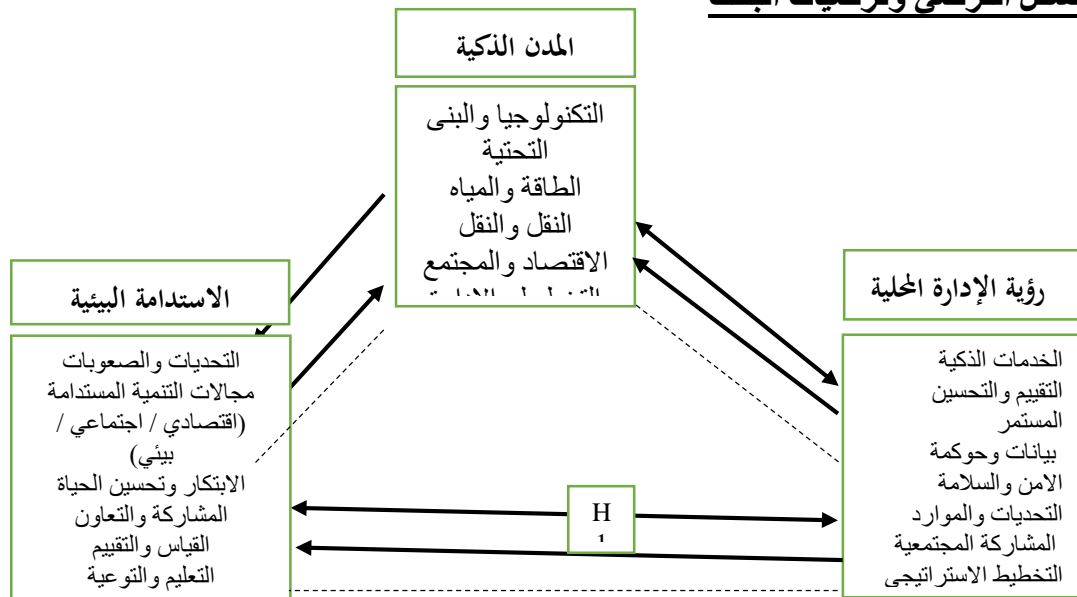 المدن الذكية
التكنولوجيا والبنى
التحتية
الطاقة والمياه
النقل والنقل
الاقتصاد والمجتمع
رؤية الإدارة المحلية
الخدمات الذكية
التقييم والتحسين
المستمر
بيانات وحوكمة
الامن والسلامة
التحديات والموارد
المشاركة المجتمعية
التخطيط الاستراتيجي
الاستدامة البيئية
التحديات والصعوبات
مجالات التنمية المستدامة
(اقتصادي / اجتماعي /
بيئي)
الابتكار وتحسين الحياة
المشاركة والتعاون
القياس والتقييم
التعليم والتوعية
H